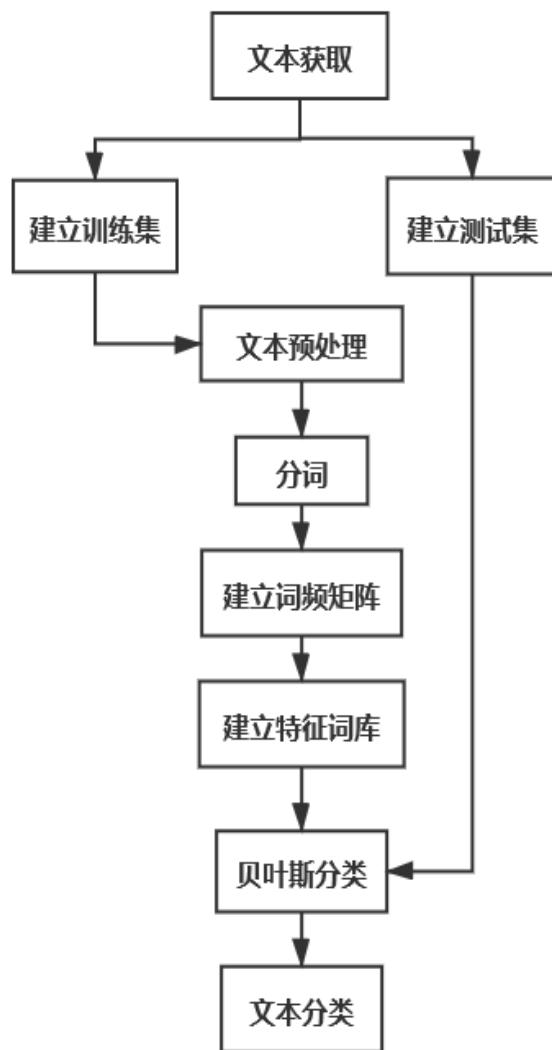 文本获取
建立训练集
建立测试集
文本预处理
分词
建立词频矩阵
建立特征词库
贝叶斯分类
文本分类